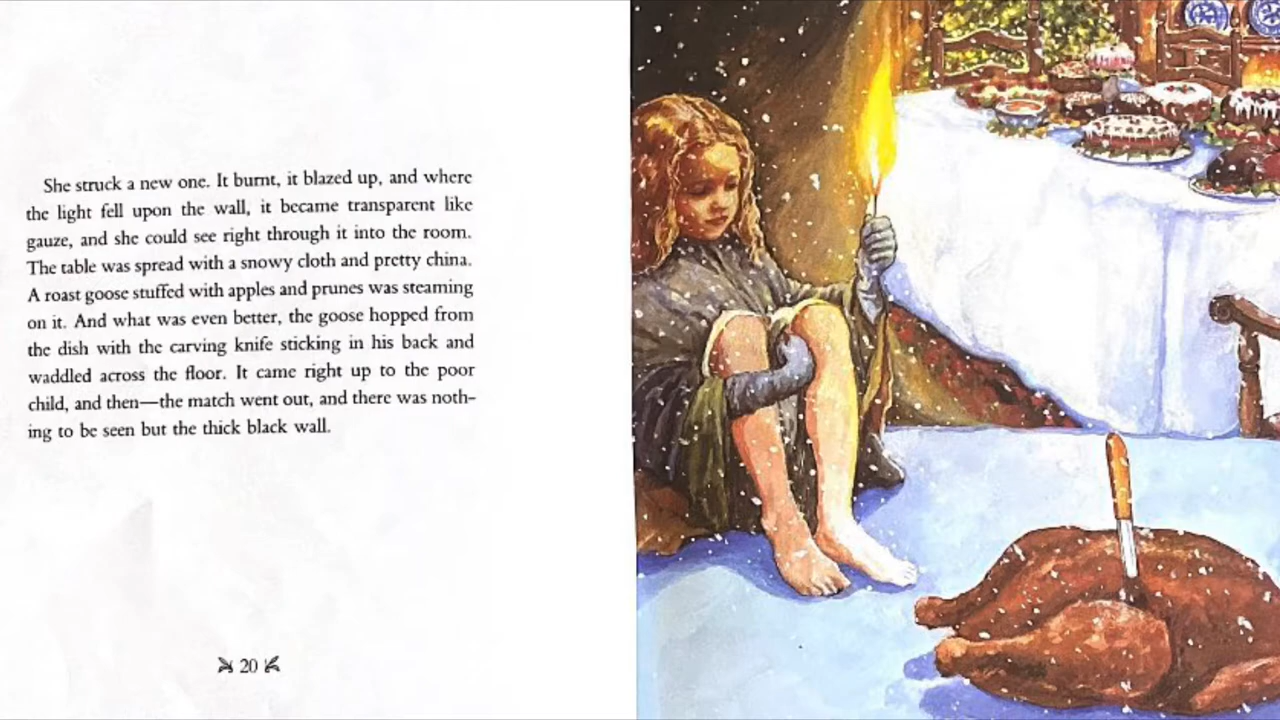 She struck a new one. It burnt, it blazed up, and where
the light fell upon the wall, it became transparent like
gauze, and she could see right through it into the room.
The table was spread with a snowy cloth and pretty china.
A roast goose stuffed with apples and prunes was steaming
on it. And what was even better, the goose hopped from
the dish with the carving knife sticking in his back and
waddled across the floor. It came right up to the poor
child, and then—the match went out, and there was noth-
ing to be seen but the thick black wall.
20